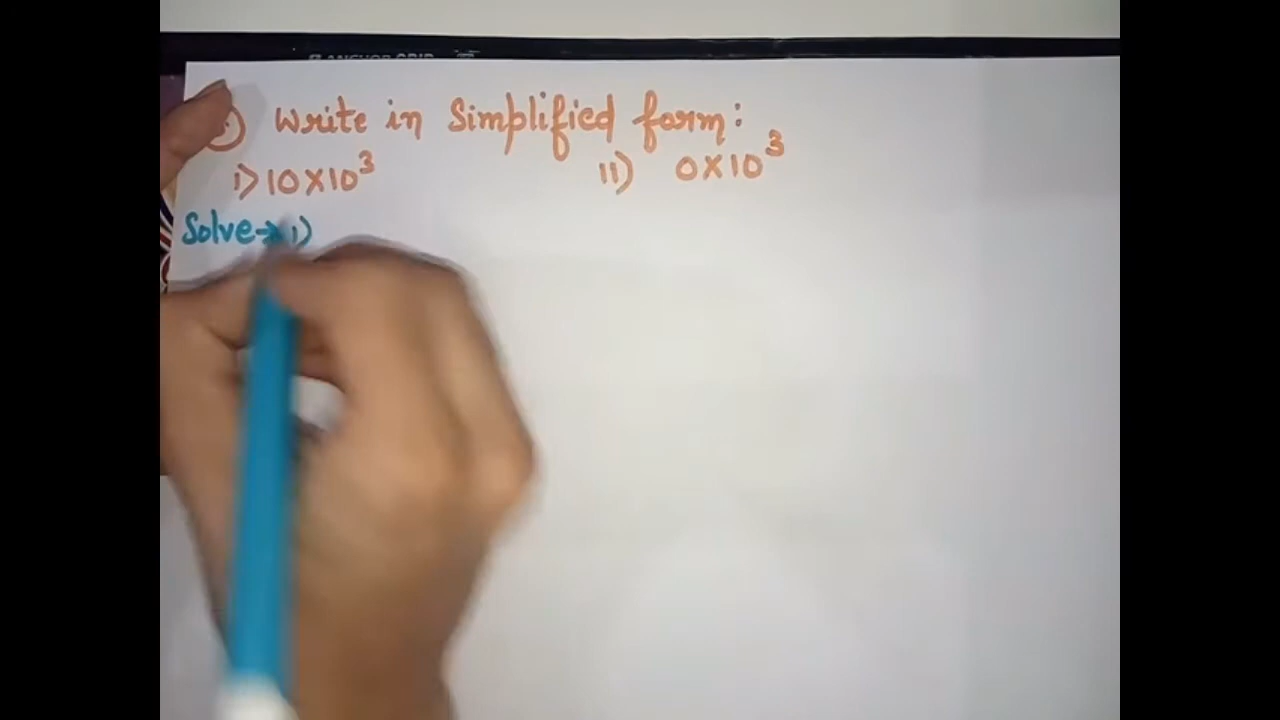 Write in Simplified form:
i) 10×10³ ii) 0×10³
Solve→ i)